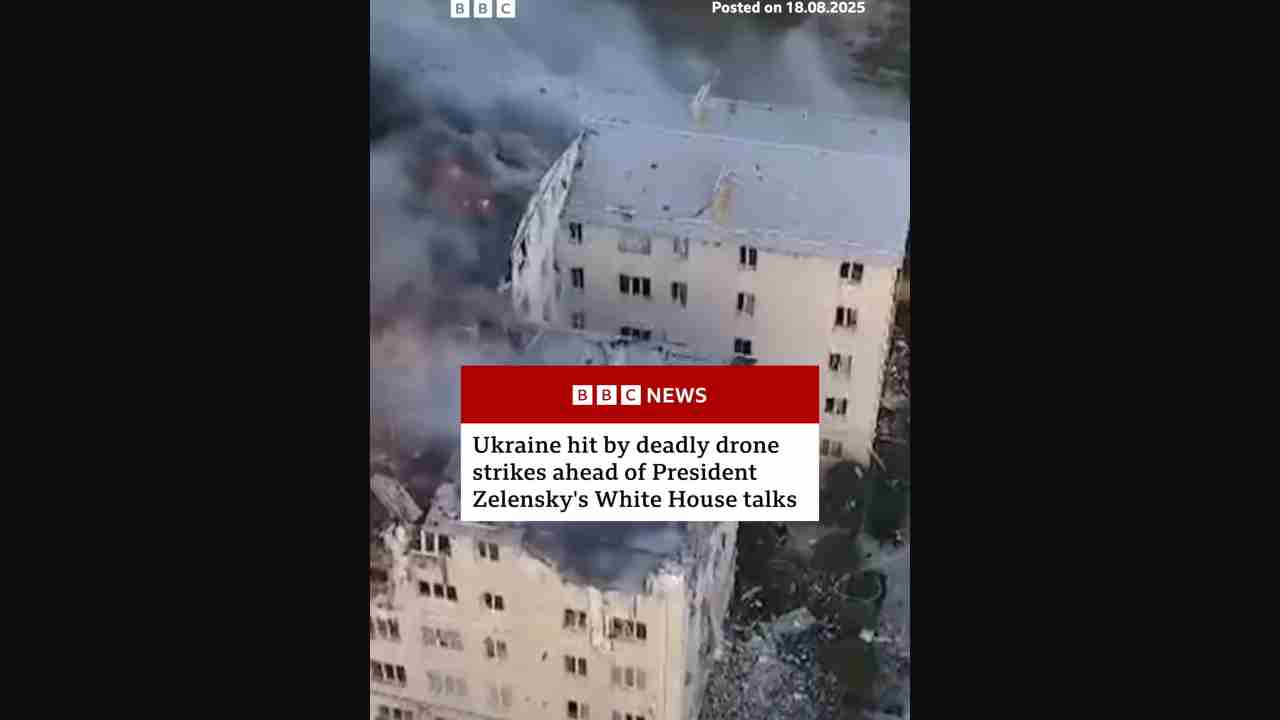 BBC
Posted on 18.08.2025
BBC NEWS
Ukraine hit by deadly drone
strikes ahead of President
Zelensky's White House talks